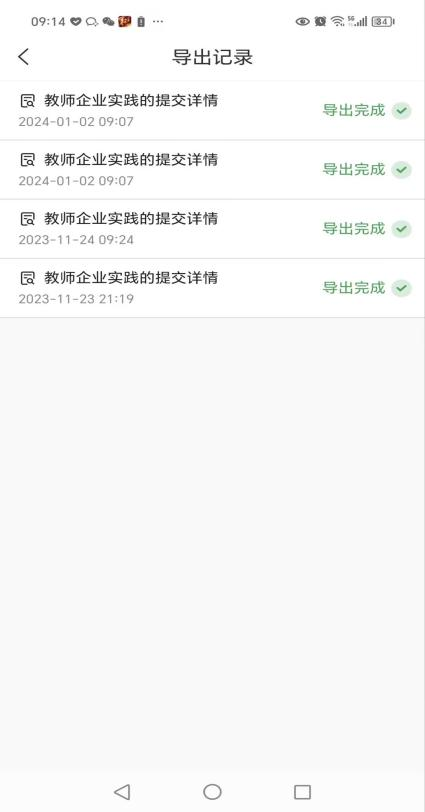 09:14
5G
84
导出记录
教师企业实践的提交详情
2024-01-02 09:07
导出完成
教师企业实践的提交详情
2024-01-02 09:07
导出完成
教师企业实践的提交详情
2023-11-24 09:24
导出完成
教师企业实践的提交详情
2023-11-23 21:19
导出完成